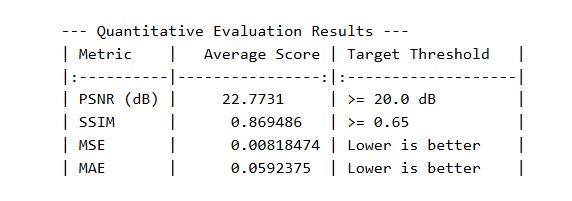 --- Quantitative Evaluation Results ---
| Metric    |   Average Score | Target Threshold   |
|:----------|----------------:|:-------------------|
| PSNR (dB) |     22.7731     | >= 20.0 dB         |
| SSIM      |      0.869486   | >= 0.65            |
| MSE       |      0.00818474 | Lower is better    |
| MAE       |      0.0592375  | Lower is better    |